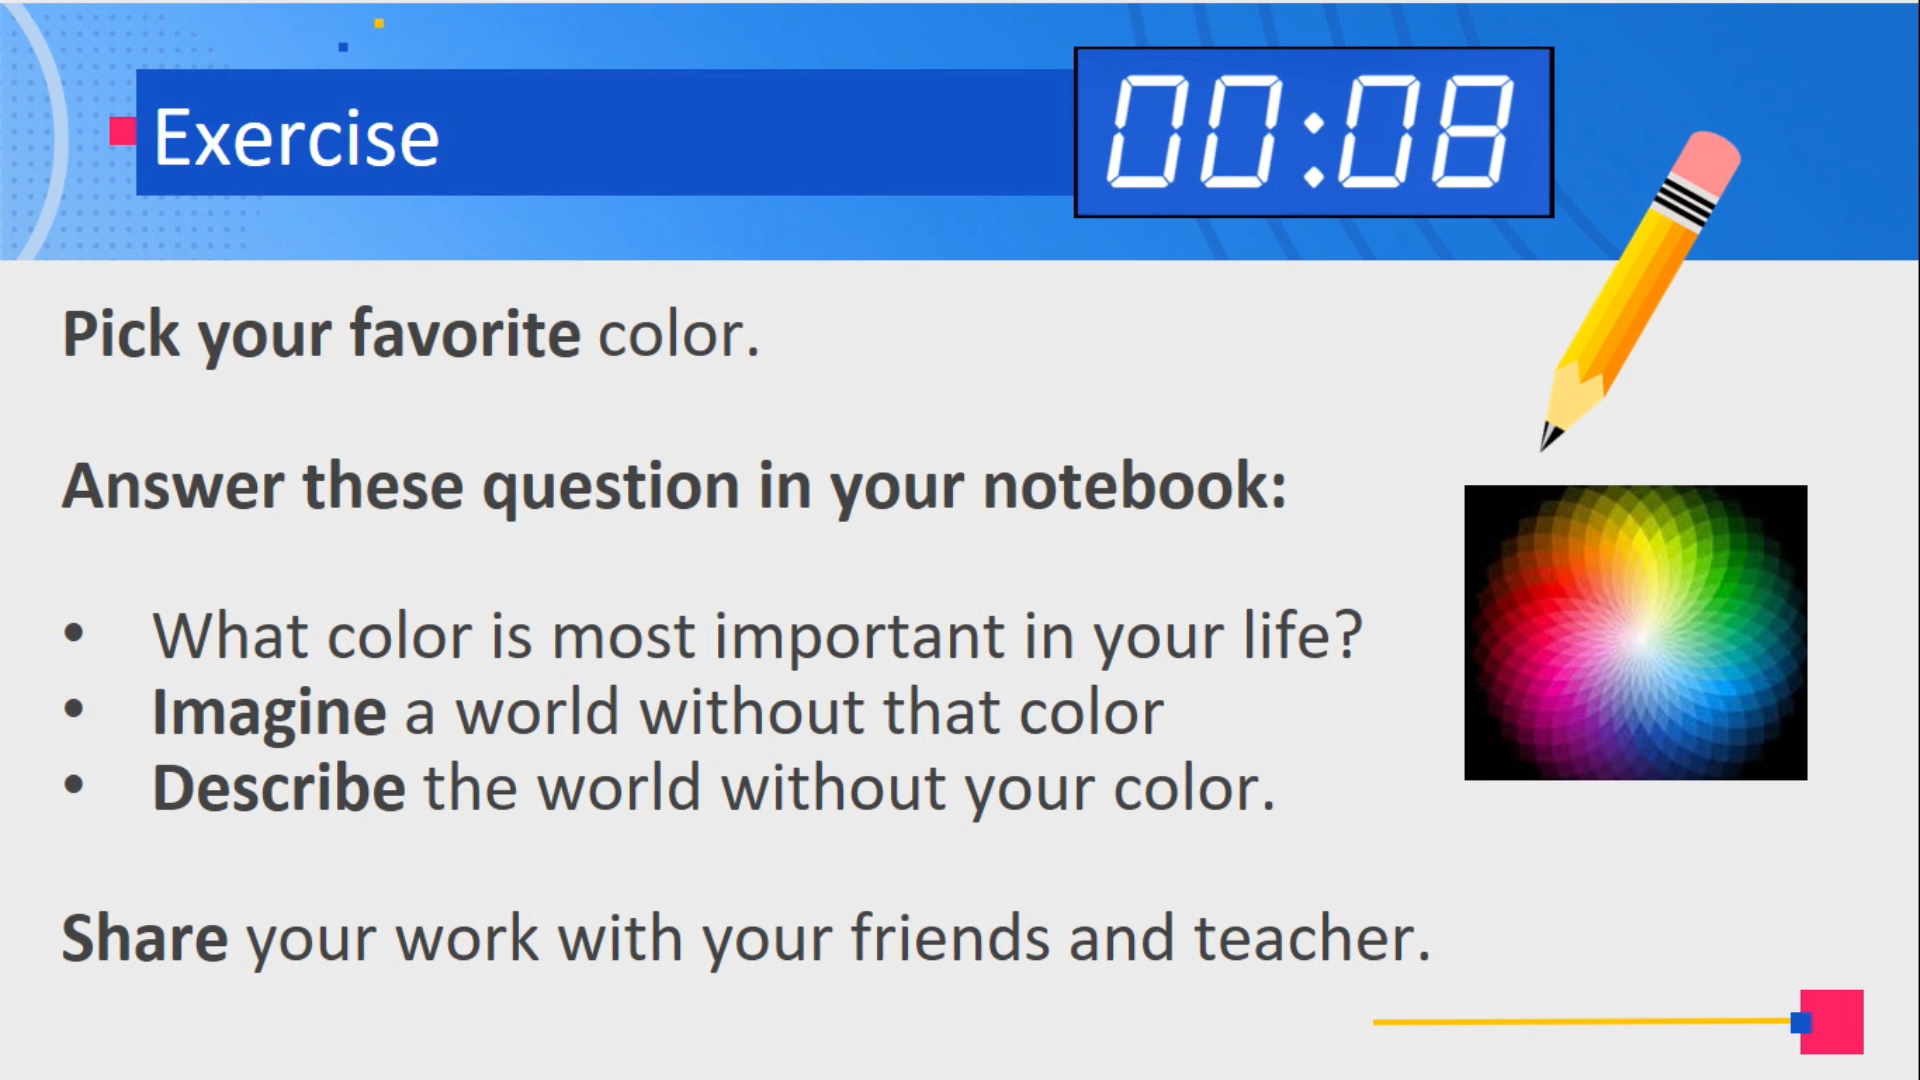 Exercise
00:08
Pick your favorite color.
Answer these question in your notebook:
• What color is most important in your life?
• Imagine a world without that color
• Describe the world without your color.
Share your work with your friends and teacher.